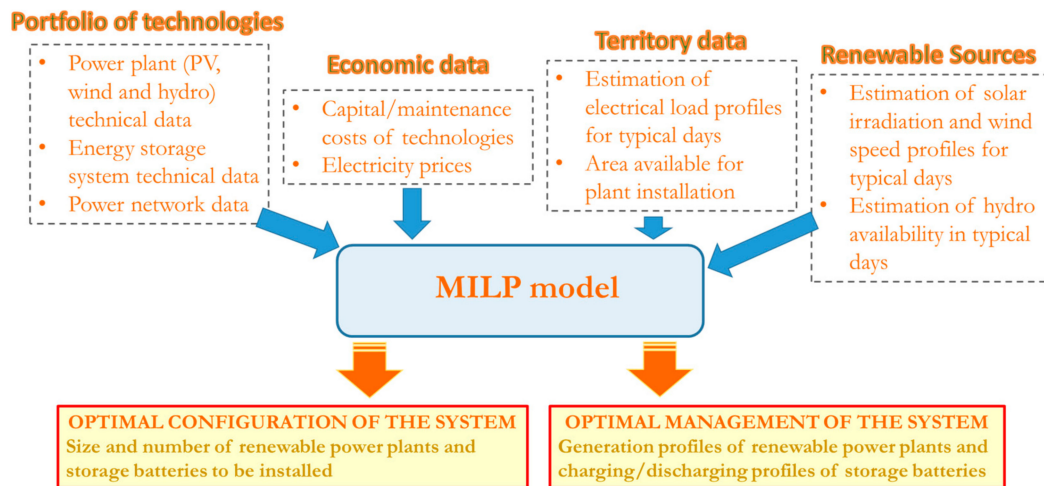 Portfolio of technologies
• Power plant (PV,
wind and hydro)
technical data
• Energy storage
system technical data
• Power network data
Economic data
• Capital/maintenance
costs of technologies
• Electricity prices
Territory data
• Estimation of
electrical load profiles
for typical days
• Area available for
plant installation
Renewable Sources
• Estimation of solar
irradiation and wind
speed profiles for
typical days
• Estimation of hydro
availability in typical
days
MILP model
OPTIMAL CONFIGURATION OF THE SYSTEM
Size and number of renewable power plants and
storage batteries to be installed
OPTIMAL MANAGEMENT OF THE SYSTEM
Generation profiles of renewable power plants and
charging/discharging profiles of storage batteries